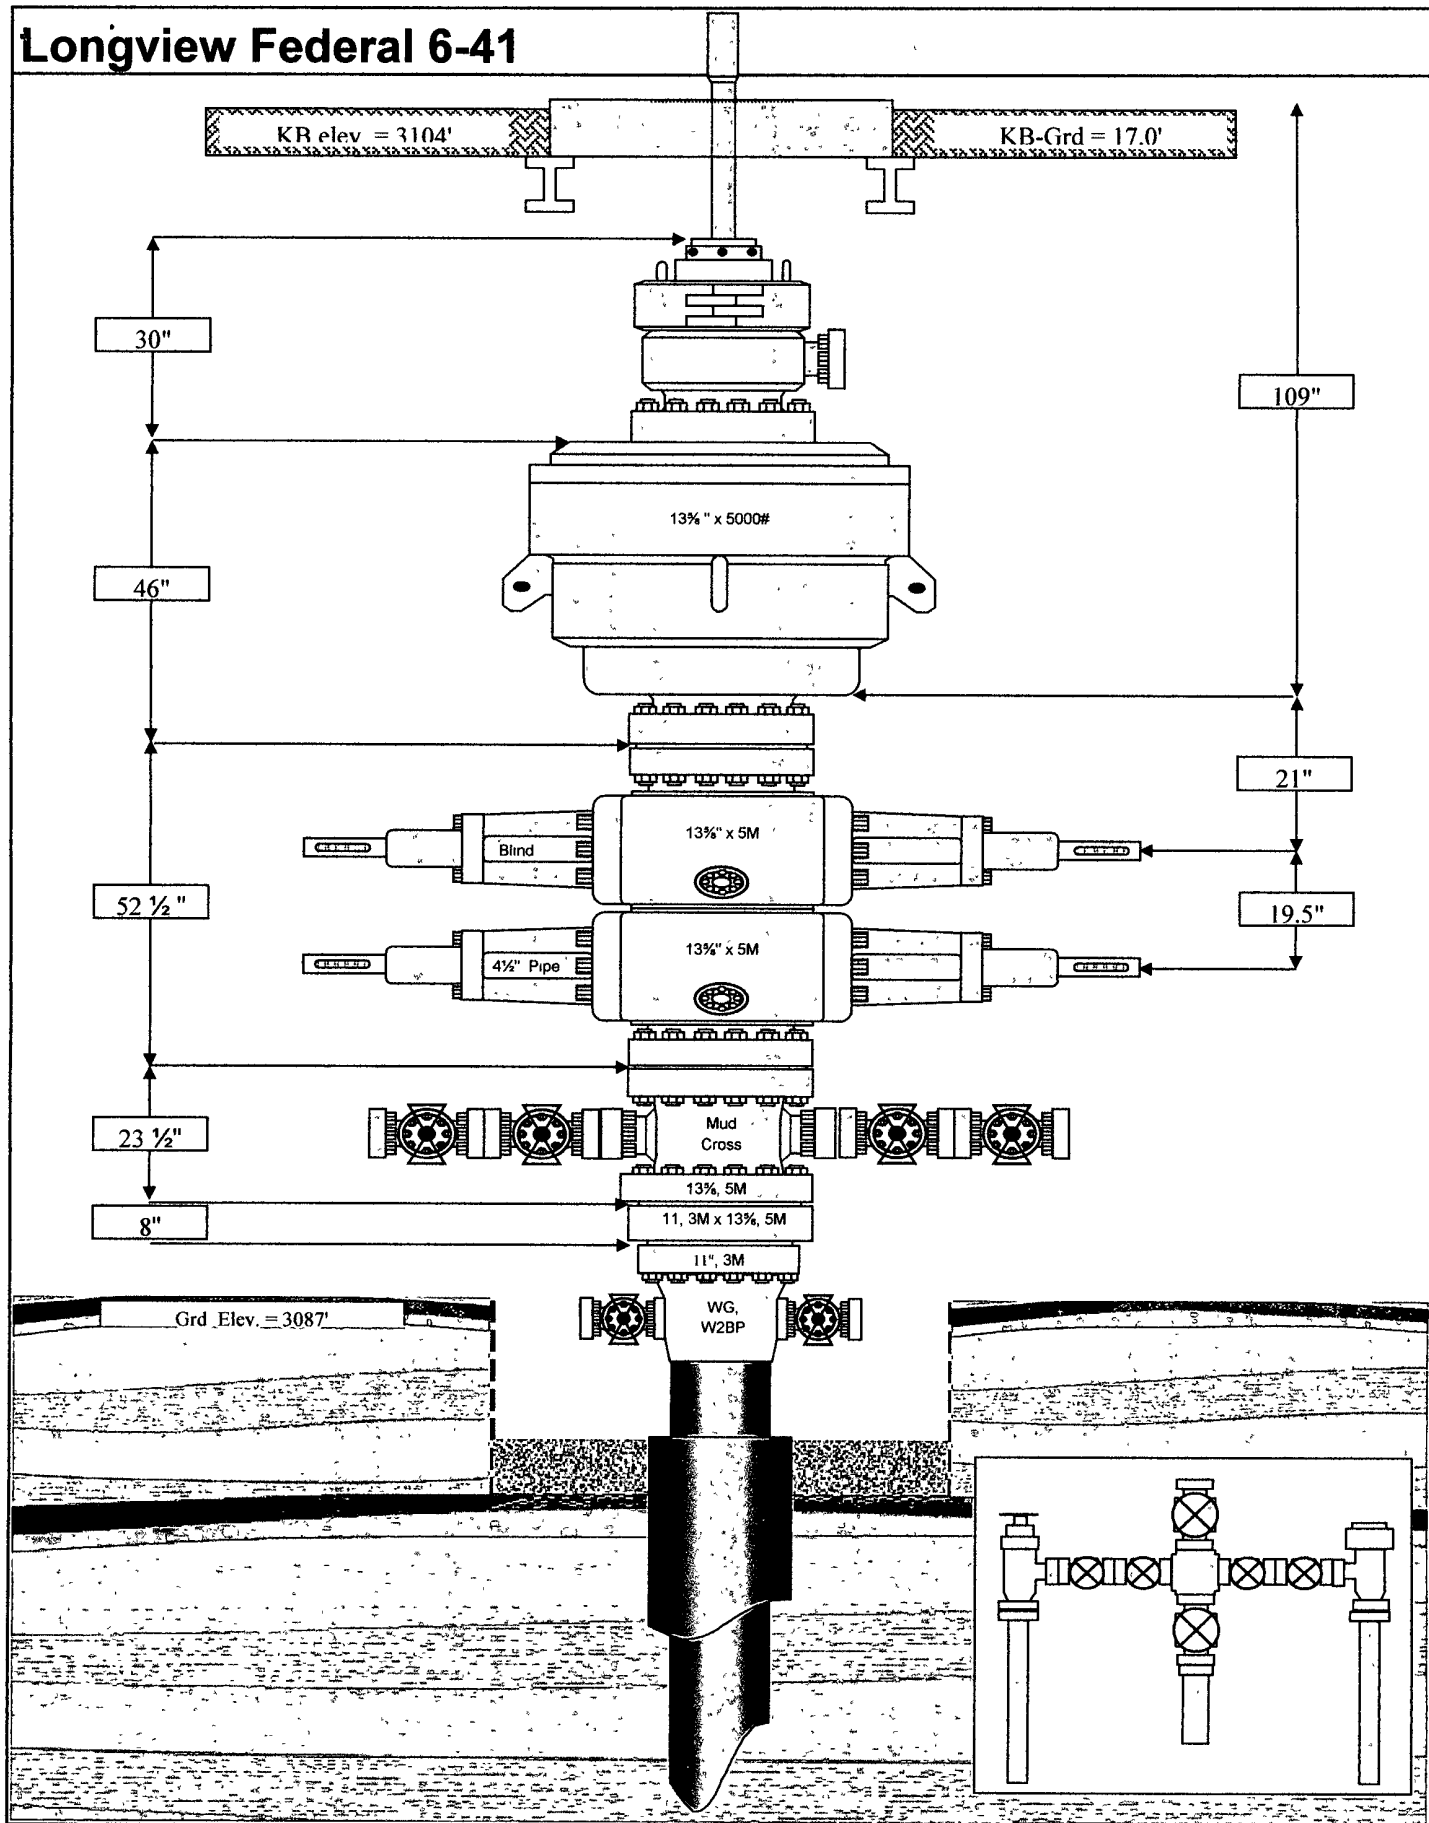 Longview Federal 6-41
KB elev. = 3104'
KB-Grd = 17.0'
30"
109"
13⅝ " x 5000#
46"
21"
13⅝" x 5M
Blind
52 ½ "
19.5"
13⅝" x 5M
4½" Pipe
23 ½"
Mud
Cross
13⅝, 5M
8"
11, 3M x 13⅝, 5M
11", 3M
WG,
W2BP
Grd Elev. = 3087'